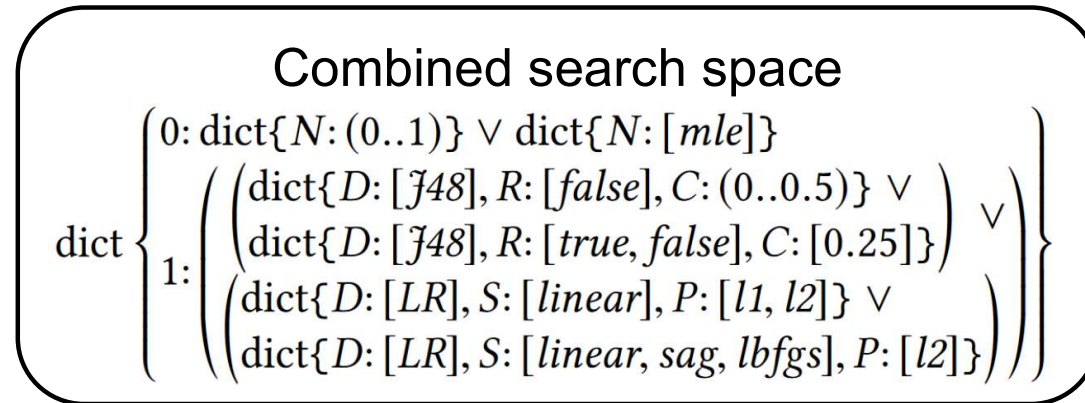 Combined search space
0: dict{N: (0..1)} ∨ dict{N: [mle]}
dict{D: [J48], R: [false], C: (0..0.5)} ∨
dict{D: [J48], R: [true, false], C: [0.25]} ∨
dict 1:
dict{D: [LR], S: [linear], P: [l1, l2]} ∨
dict{D: [LR], S: [linear, sag, lbfgs], P: [l2]}